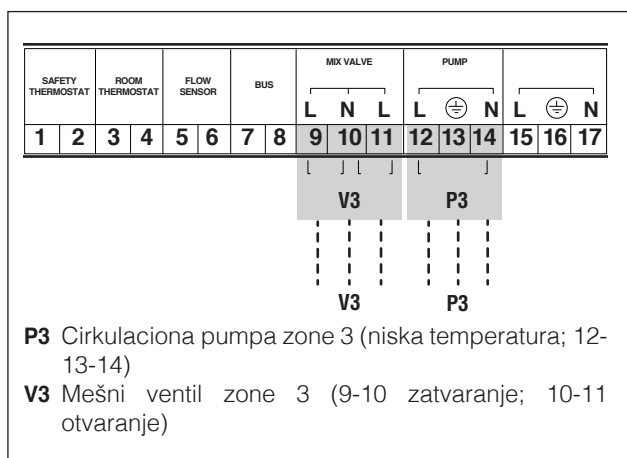 MIX VALVE PUMP
SAFETY THERMOSTAT ROOM THERMOSTAT FLOW SENSOR BUS
L N L L N L N
1 2 3 4 5 6 7 8 9 10 11 12 13 14 15 16 17
V3 P3
V3 P3
P3 Cirkulaciona pumpa zone 3 (niska temperatura; 12-
13-14)
V3 Mešni ventil zone 3 (9-10 zatvaranje; 10-11
otvaranje)